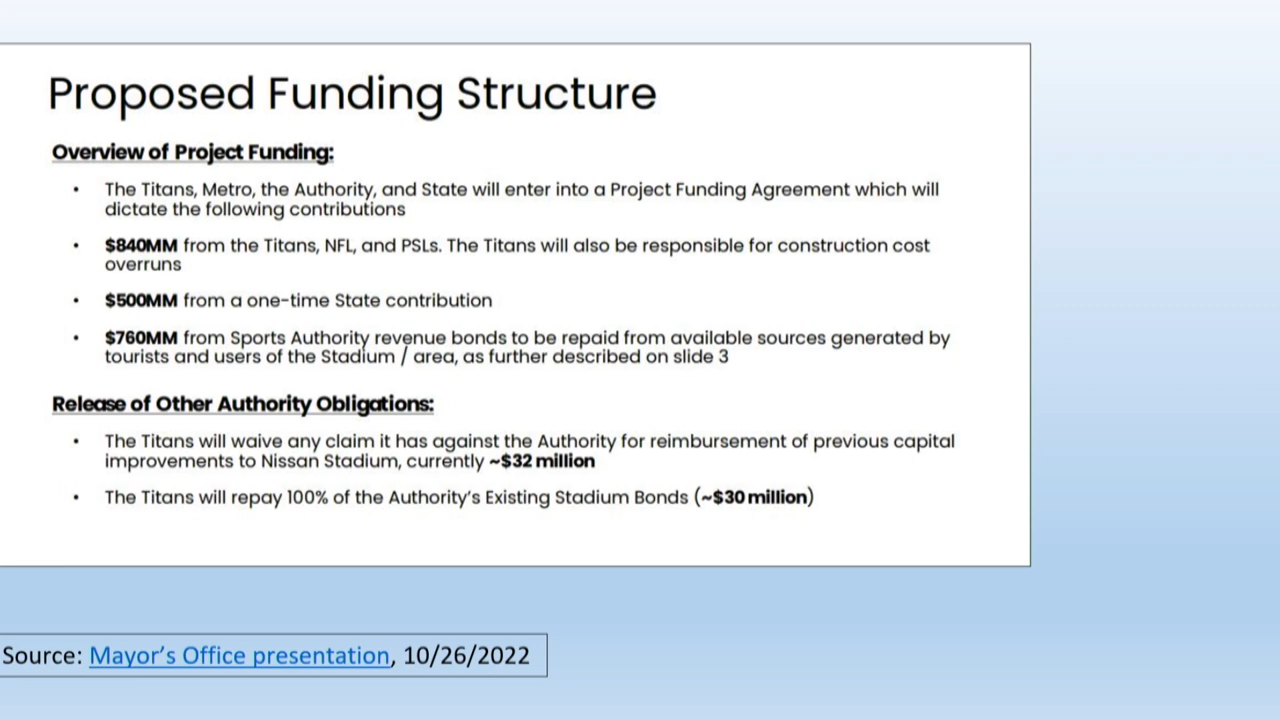 Proposed Funding Structure
Overview of Project Funding:
• The Titans, Metro, the Authority, and State will enter into a Project Funding Agreement which will
dictate the following contributions
• $840MM from the Titans, NFL, and PSLs. The Titans will also be responsible for construction cost
overruns
• $500MM from a one-time State contribution
• $760MM from Sports Authority revenue bonds to be repaid from available sources generated by
tourists and users of the Stadium / area, as further described on slide 3
Release of Other Authority Obligations:
• The Titans will waive any claim it has against the Authority for reimbursement of previous capital
improvements to Nissan Stadium, currently ~$32 million
• The Titans will repay 100% of the Authority's Existing Stadium Bonds (~$30 million)
Source: Mayor's Office presentation, 10/26/2022